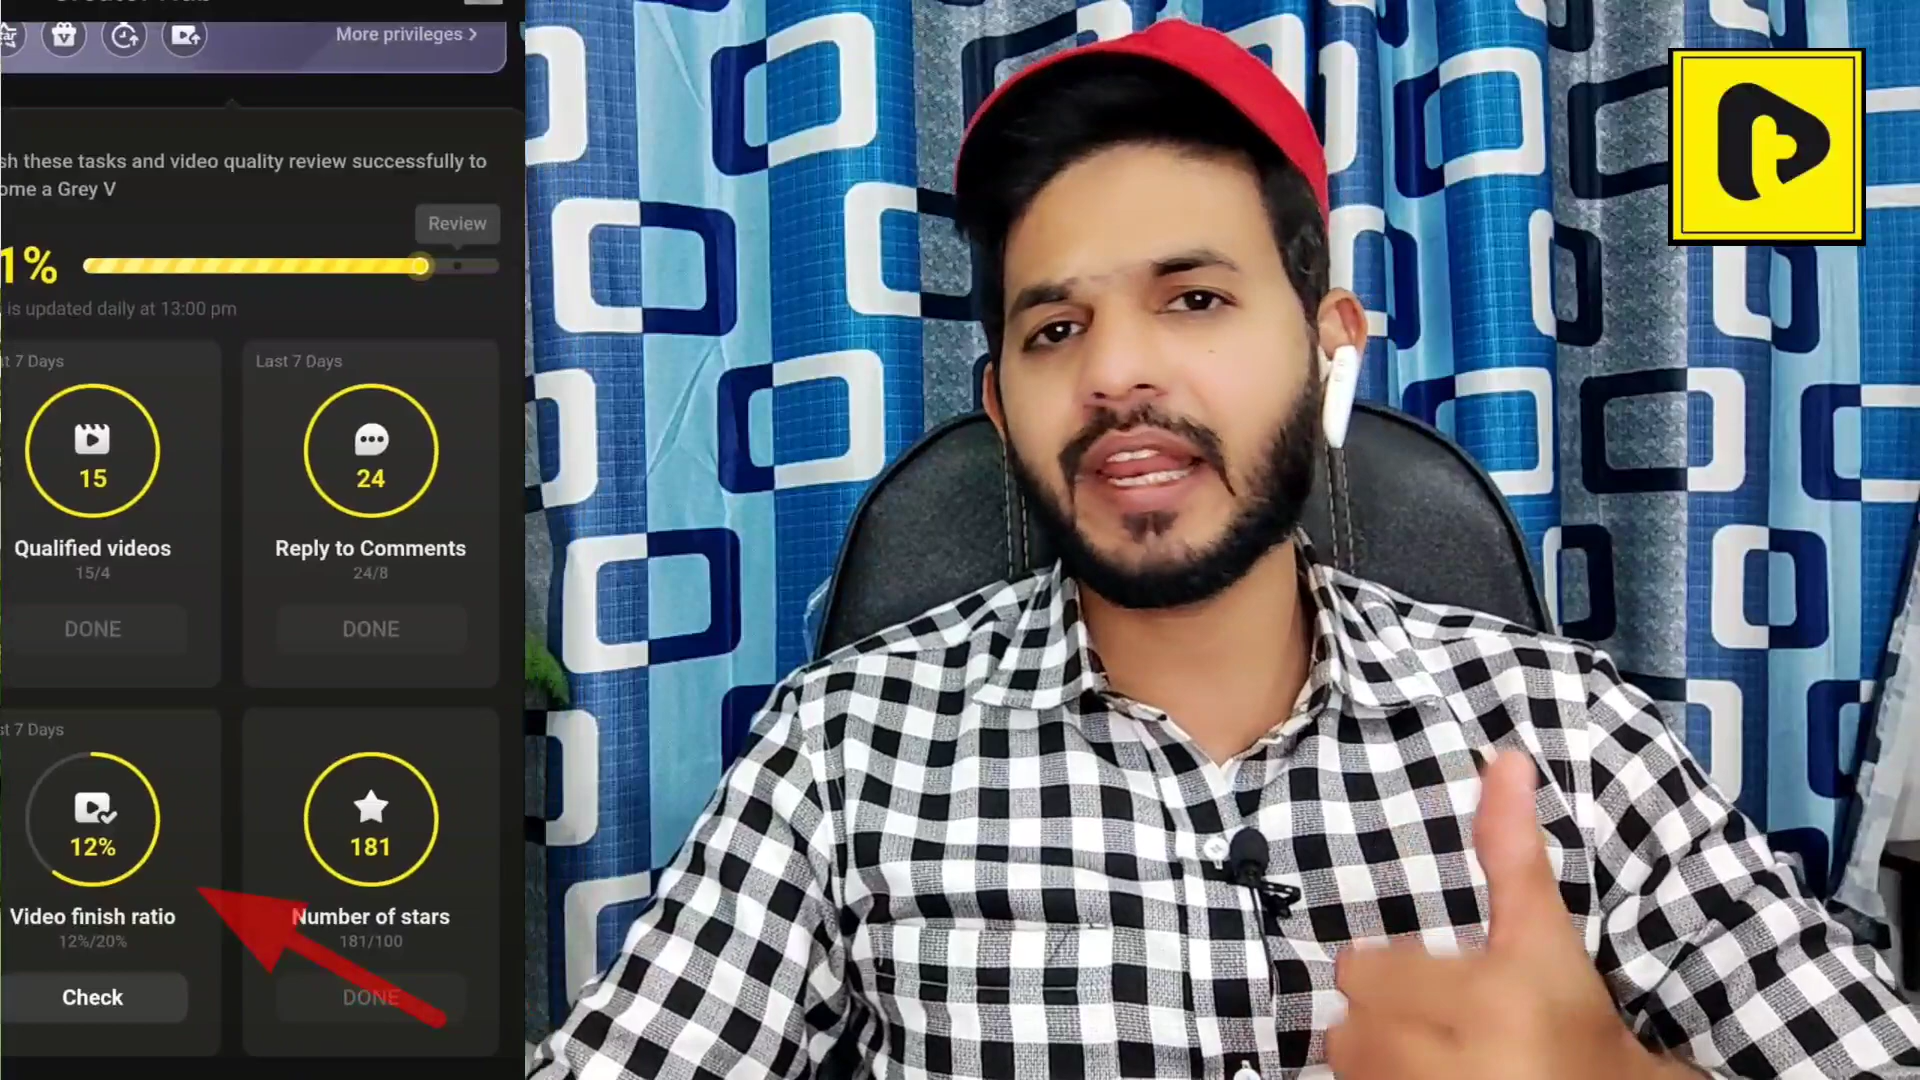 More privileges >
sh these tasks and video quality review successfully to
ome a Grey V
Review
1%
is updated daily at 13:00 pm
t 7 Days
Last 7 Days
15
24
Qualified videos
Reply to Comments
15/4
24/8
DONE
DONE
st 7 Days
12%
181
Video finish ratio
Number of stars
12%/20%
181/100
Check
DONE